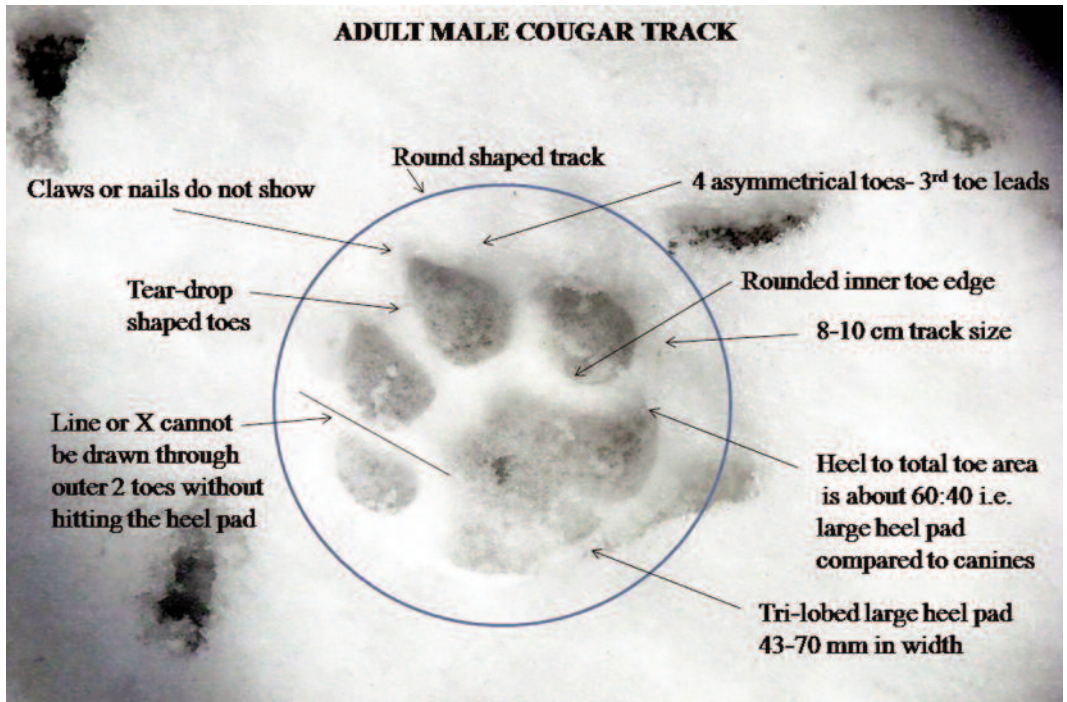 ADULT MALE COUGAR TRACK
Round shaped track
Claws or nails do not show
4 asymmetrical toes- 3rd toe leads
Tear-drop
shaped toes
Rounded inner toe edge
8-10 cm track size
Line or X cannot
be drawn through
outer 2 toes without
hitting the heel pad
Heel to total toe area
is about 60:40 i.e.
large heel pad
compared to canines
Tri-lobed large heel pad
43-70 mm in width